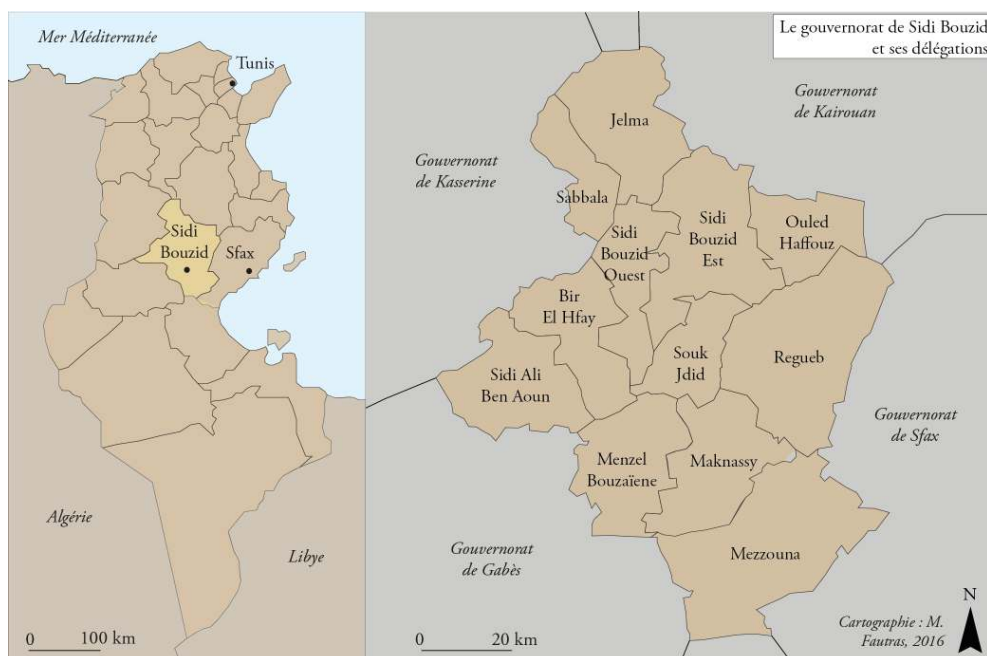 Mer Méditerranée
Tunis
Sidi
Bouzid
Sfax
Algérie
Libye
0 100 km
Le gouvernorat de Sidi Bouzid
et ses délégations
Gouvernorat
de Kairouan
Gouvernorat
de Kasserine
Jelma
Sabbala
Sidi
Bouzid
Ouest
Sidi
Bouzid
Est
Ouled
Haffouz
Bir
El Hfay
Souk
Jdid
Regueb
Sidi Ali
Ben Aoun
Gouvernorat
de Sfax
Menzel
Bouzaïene
Maknassy
Mezzouna
Gouvernorat
de Gabès
0 20 km
Cartographie : M.
Fautras, 2016
N